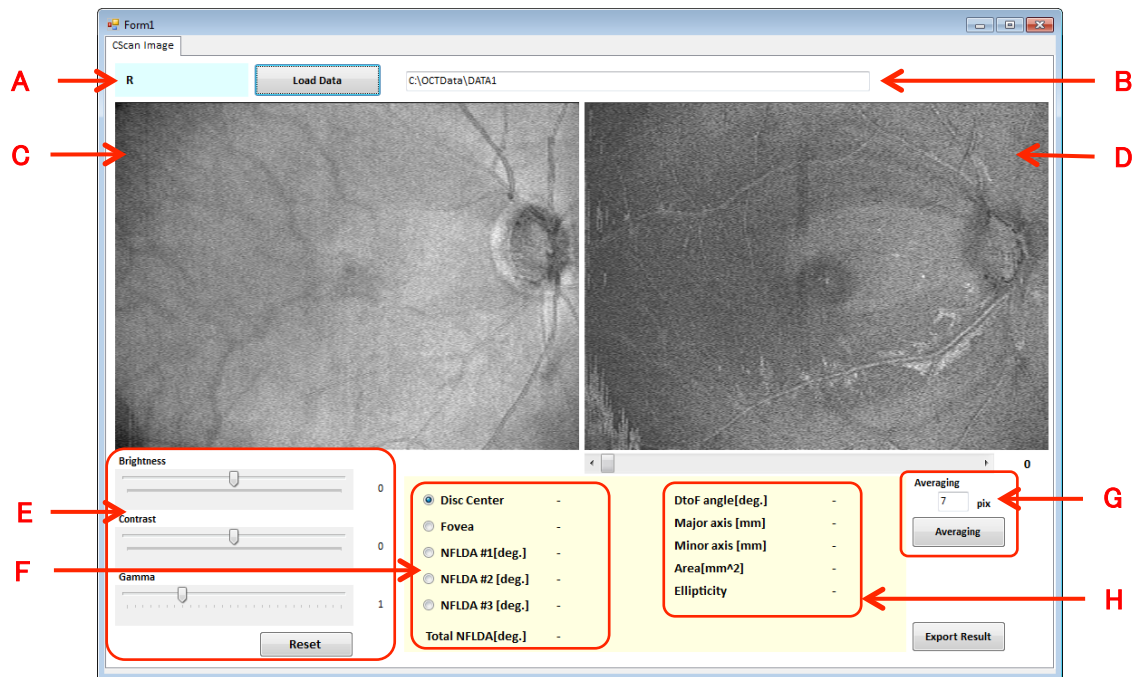 Form1
CScan Image
A
R
Load Data
C:\OCTData\DATA1
B
C
D
Brightness
0
Contrast
0
Gamma
1
Reset
E
F
Disc Center -
Fovea -
NFLDA #1[deg.] -
NFLDA #2 [deg.] -
NFLDA #3 [deg.] -
Total NFLDA[deg.] -
0
DtoF angle[deg.] -
Major axis [mm] -
Minor axis [mm] -
Area[mm^2] -
Ellipticity -
Averaging
7 pix
Averaging
G
H
Export Result